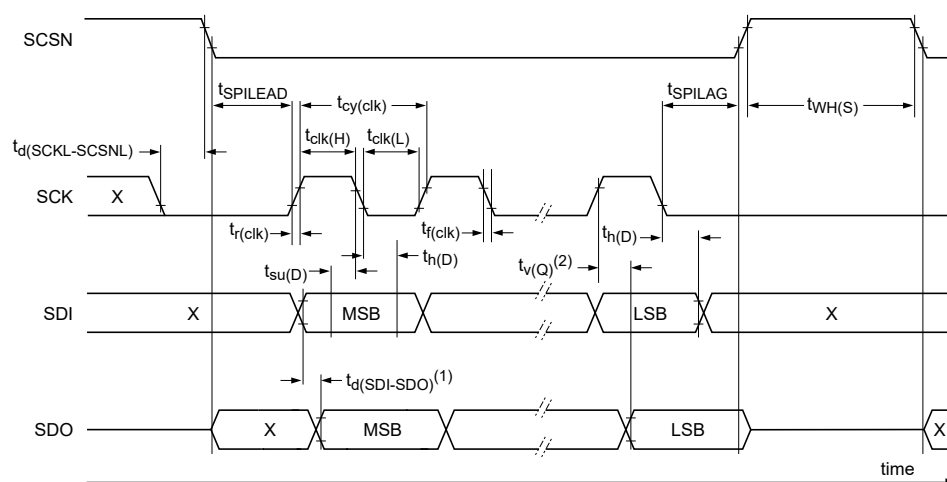 SCSN
tSPILEAD
tcy(clk)
tSPILAG
tWH(S)
tclk(H)
tclk(L)
td(SCKL-SCSNL)
SCK
X
tr(clk)
tf(clk)
th(D)
tsu(D)
th(D)
tv(Q)(2)
SDI
X
MSB
LSB
X
td(SDI-SDO)(1)
SDO
X
MSB
LSB
X
time